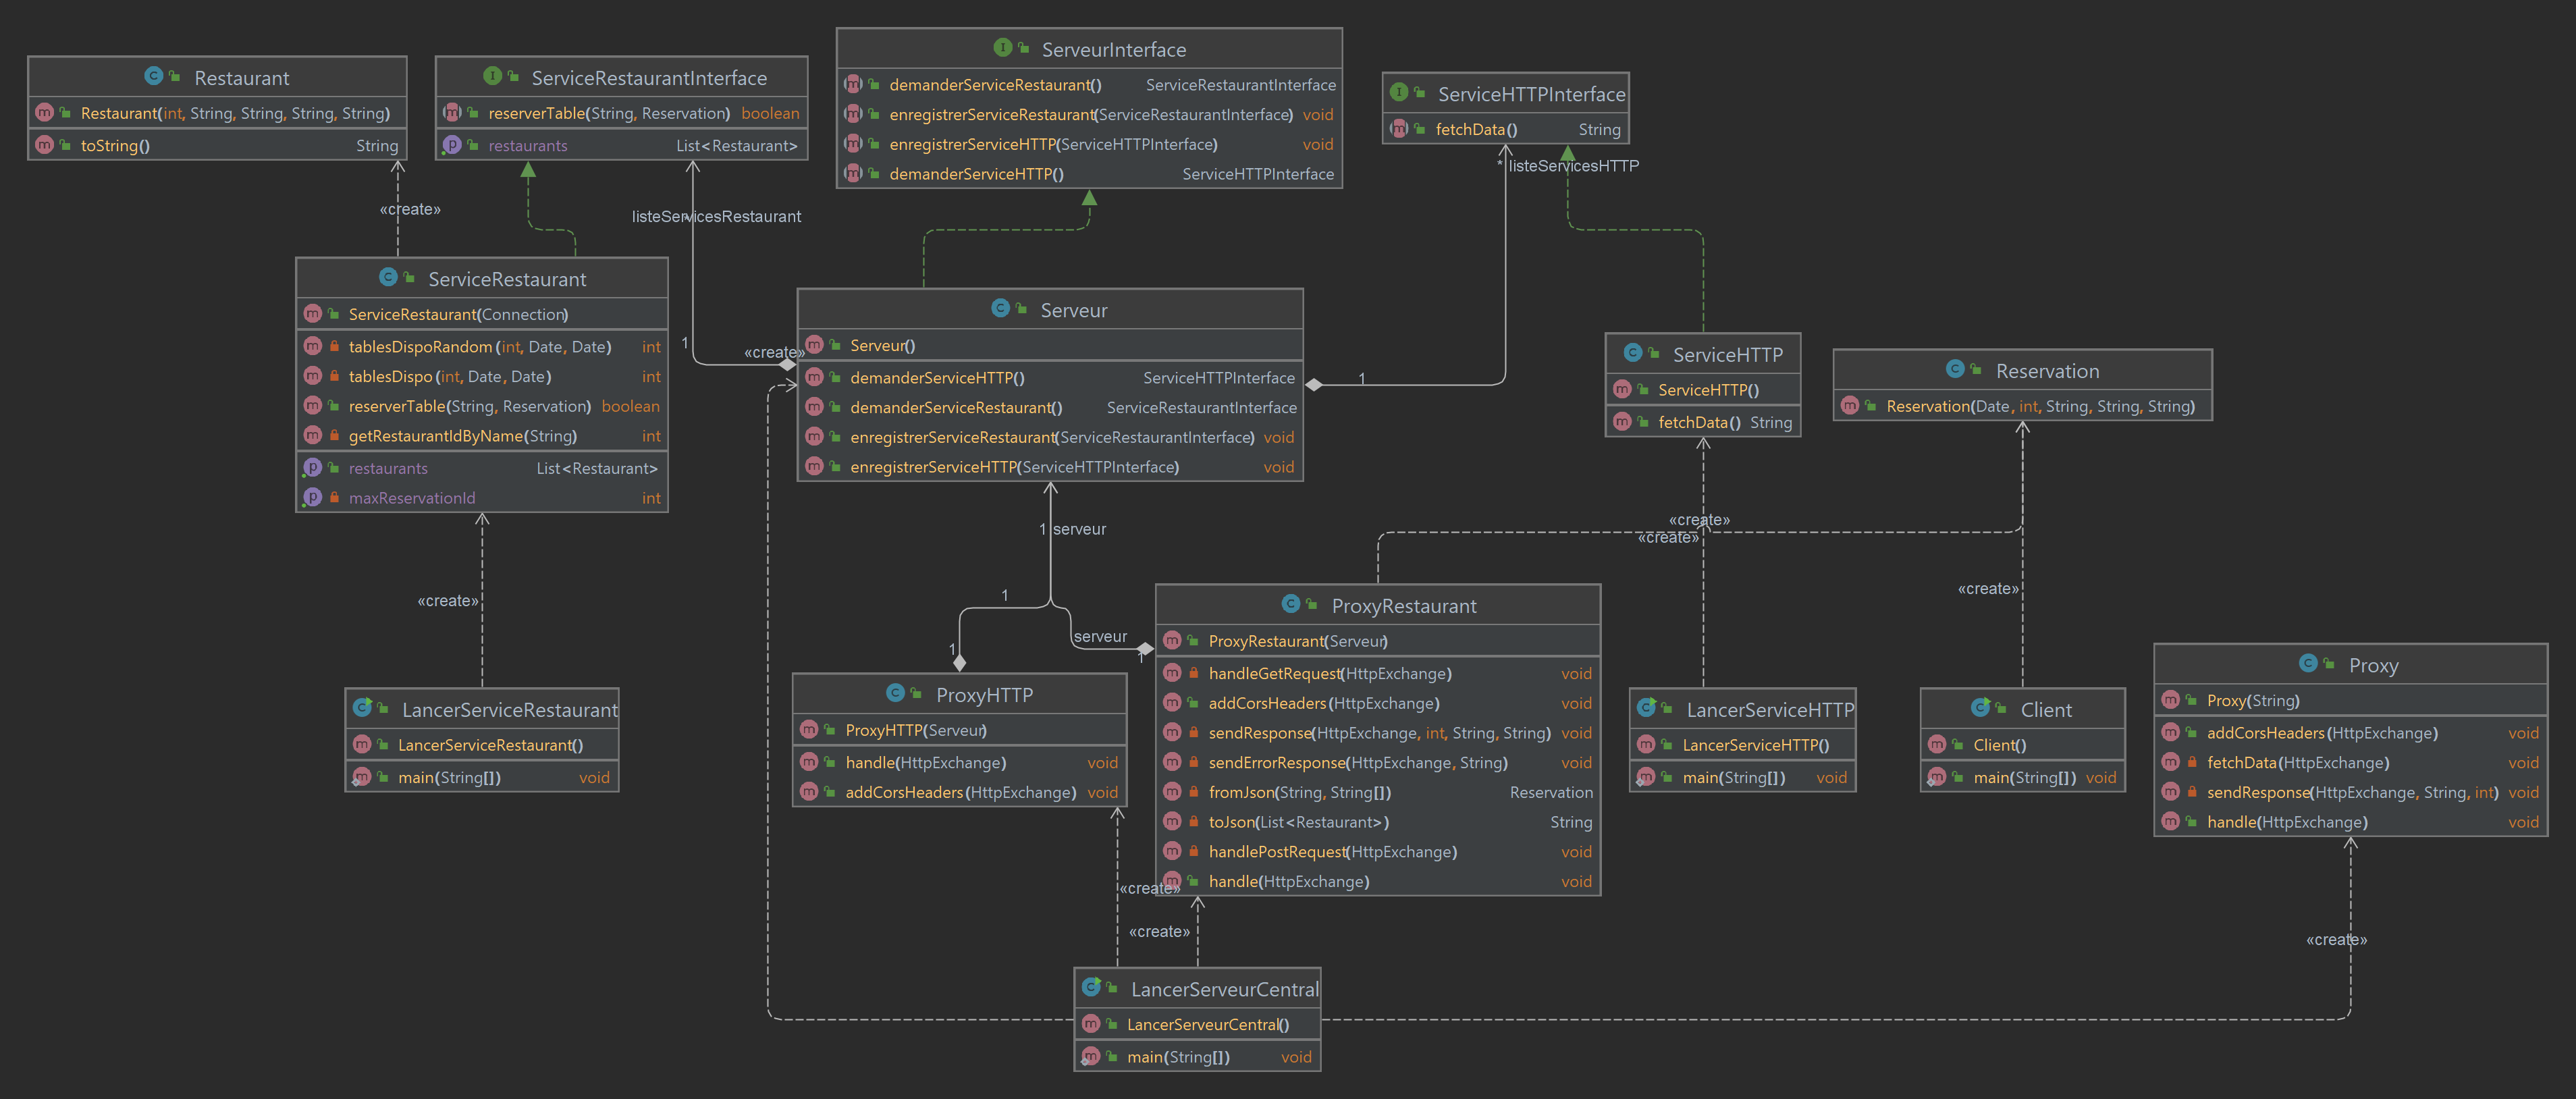 Restaurant
Restaurant(int, String, String, String, String)
toString() String
ServiceRestaurantInterface
reserverTable(String, Reservation) boolean
restaurants List<Restaurant>
ServeurInterface
demanderServiceRestaurant() ServiceRestaurantInterface
enregistrerServiceRestaurant(ServiceRestaurantInterface) void
enregistrerServiceHTTP(ServiceHTTPInterface) void
demanderServiceHTTP() ServiceHTTPInterface
ServiceHTTPInterface
fetchData() String
* listeServicesHTTP
«create»
listeServicesRestaurant
*
ServiceRestaurant
ServiceRestaurant(Connection)
tablesDispoRandom(int, Date, Date) int
tablesDispo(int, Date, Date) int
reserverTable(String, Reservation) boolean
getRestaurantIdByName(String) int
restaurants List<Restaurant>
maxReservationId int
1
«create»
Serveur
Serveur()
demanderServiceHTTP() ServiceHTTPInterface
demanderServiceRestaurant() ServiceRestaurantInterface
enregistrerServiceRestaurant(ServiceRestaurantInterface) void
enregistrerServiceHTTP(ServiceHTTPInterface) void
1
ServiceHTTP
ServiceHTTP()
fetchData() String
Reservation
Reservation(Date, int, String, String, String)
1 serveur
«create»
«create»
«create»
«create»
1
serveur
1
1
LancerServiceRestaurant
LancerServiceRestaurant()
main(String[]) void
ProxyHTTP
ProxyHTTP(Serveur)
handle(HttpExchange) void
addCorsHeaders(HttpExchange) void
ProxyRestaurant
ProxyRestaurant(Serveur)
handleGetRequest(HttpExchange) void
addCorsHeaders(HttpExchange) void
sendResponse(HttpExchange, int, String, String) void
sendErrorResponse(HttpExchange, String) void
fromJson(String, String[]) Reservation
toJson(List<Restaurant>) String
handlePostRequest(HttpExchange) void
handle(HttpExchange) void
LancerServiceHTTP
LancerServiceHTTP()
main(String[]) void
Client
Client()
main(String[]) void
Proxy
Proxy(String)
addCorsHeaders(HttpExchange) void
fetchData(HttpExchange) void
sendResponse(HttpExchange, String, int) void
handle(HttpExchange) void
«create»
«create»
«create»
LancerServeurCentral
LancerServeurCentral()
main(String[]) void